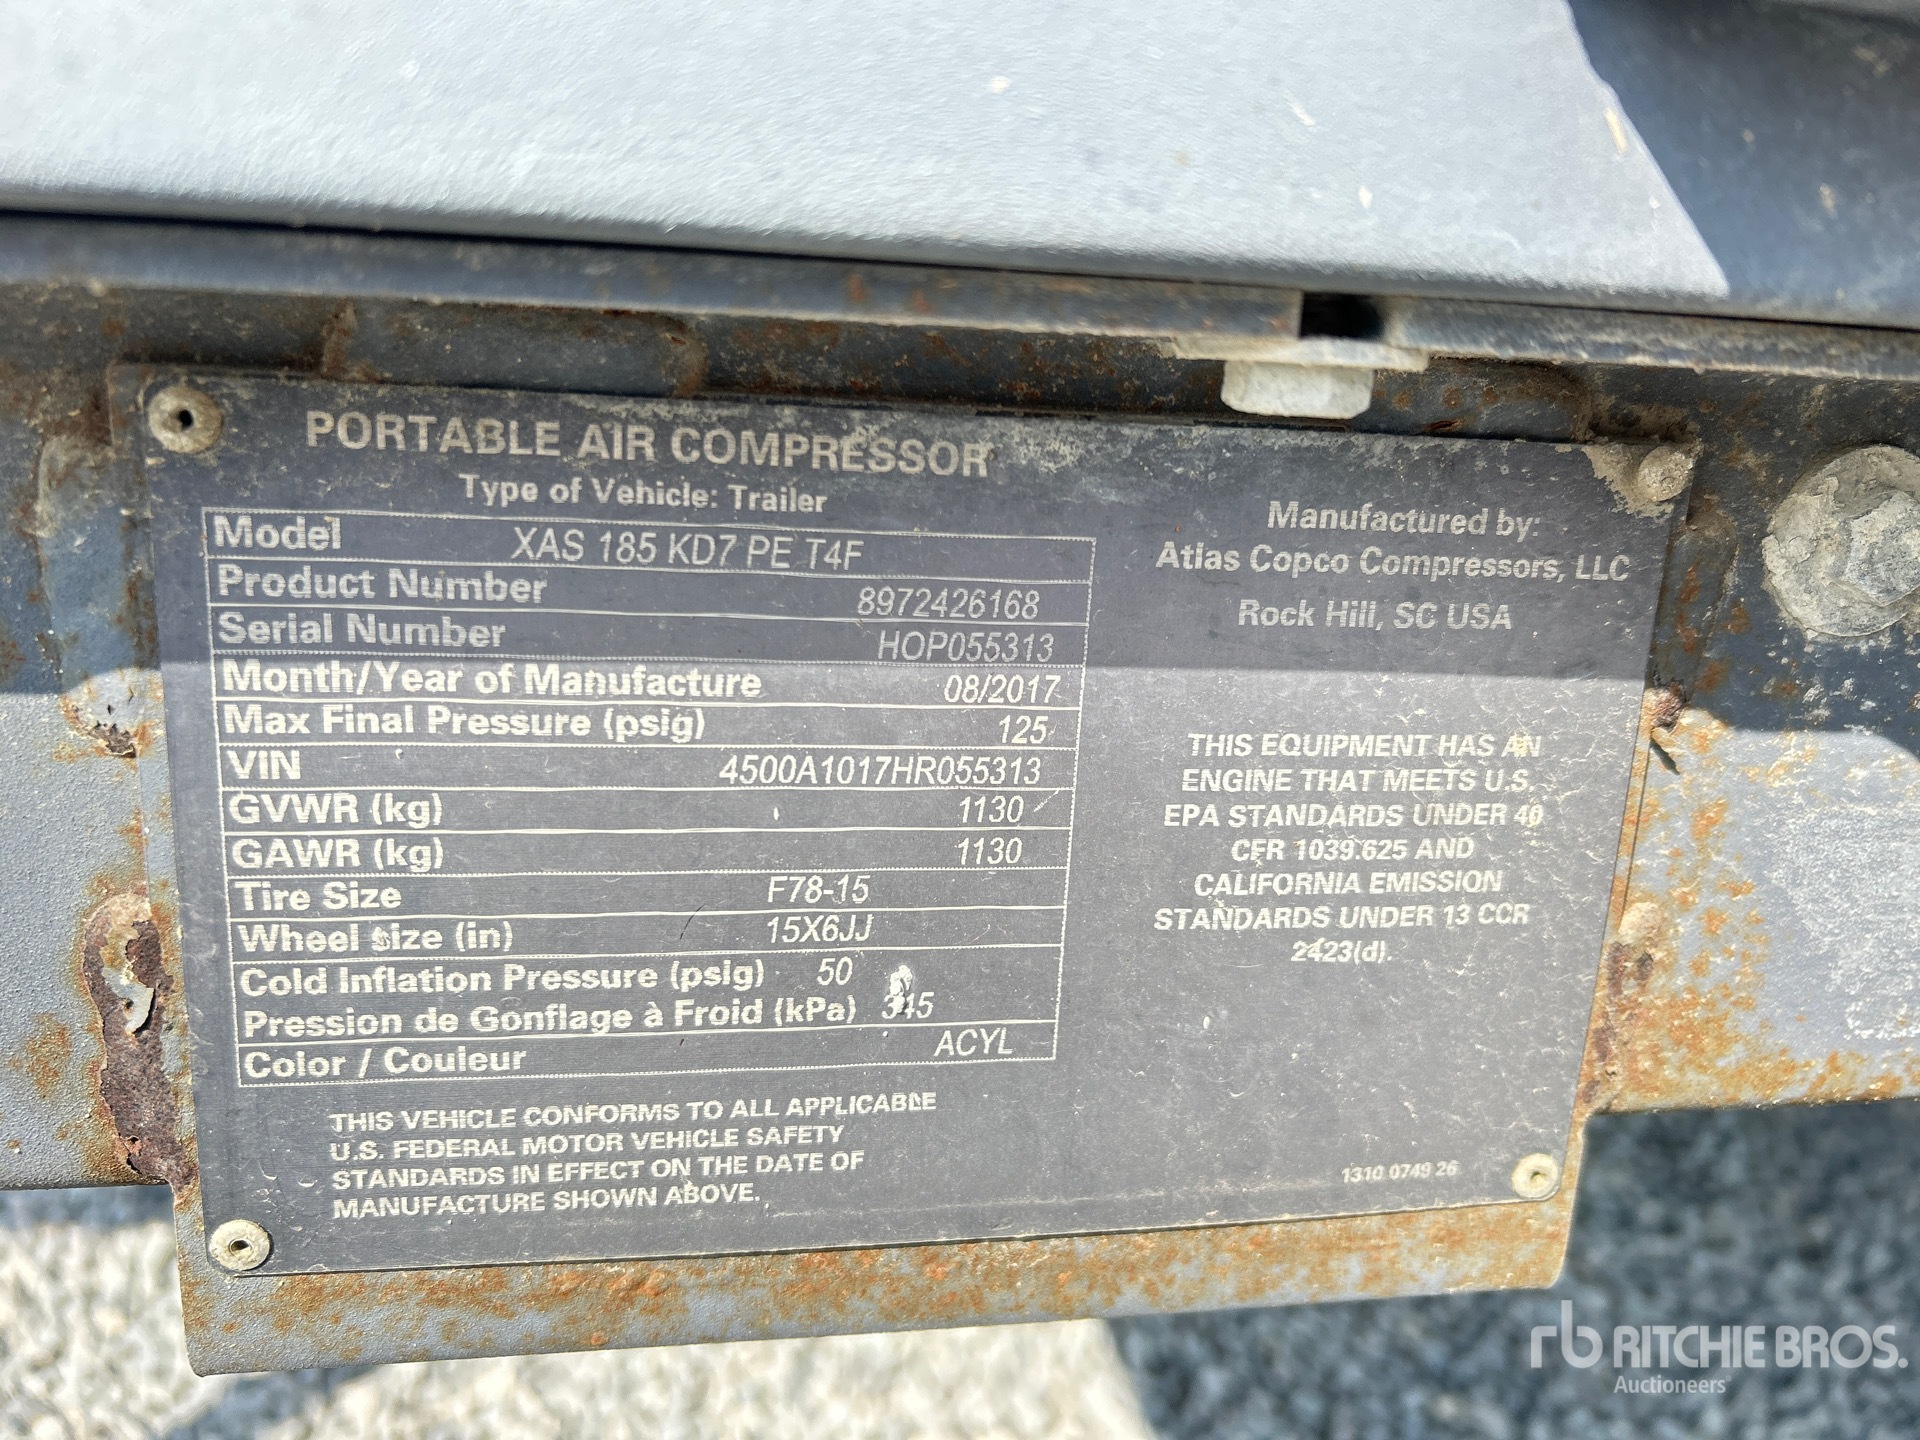 PORTABLE AIR COMPRESSOR
Type of Vehicle: Trailer
Model XAS 185 KD7 PE T4F
Product Number 8972426168
Serial Number HOP055313
Month/Year of Manufacture 08/2017
Max Final Pressure (psig) 125
VIN 4500A1017HR055313
GVWR (kg) 1130
GAWR (kg) 1130
Tire Size F78-15
Wheel size (in) 15X6JJ
Cold Inflation Pressure (psig) 50
Pression de Gonflage à Froid (kPa) 345
Color / Couleur ACYL
THIS VEHICLE CONFORMS TO ALL APPLICABLE
U.S. FEDERAL MOTOR VEHICLE SAFETY
STANDARDS IN EFFECT ON THE DATE OF
MANUFACTURE SHOWN ABOVE.
Manufactured by:
Atlas Copco Compressors, LLC
Rock Hill, SC USA
THIS EQUIPMENT HAS AN
ENGINE THAT MEETS U.S.
EPA STANDARDS UNDER 40
CFR 1039.625 AND
CALIFORNIA EMISSION
STANDARDS UNDER 13 CCR
2423(d).
1310 0749 26
rb RITCHIE BROS.
Auctioneers